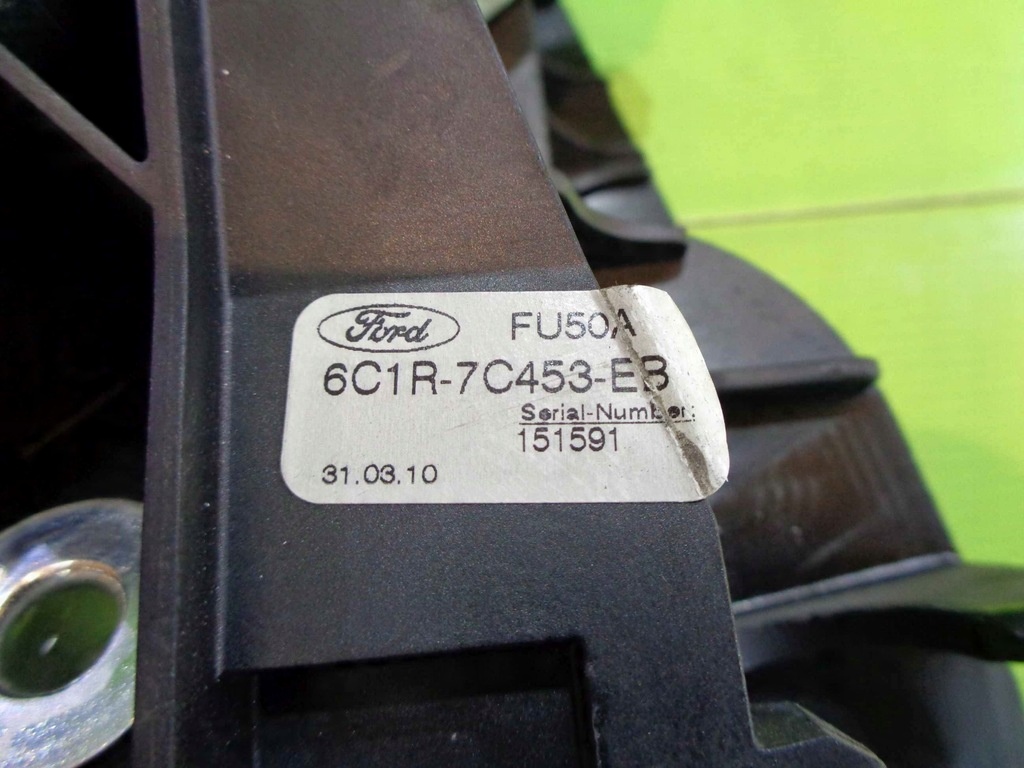 Ford FU50A
6C1R-7C453-EB
Serial-Number:
151591
31.03.10